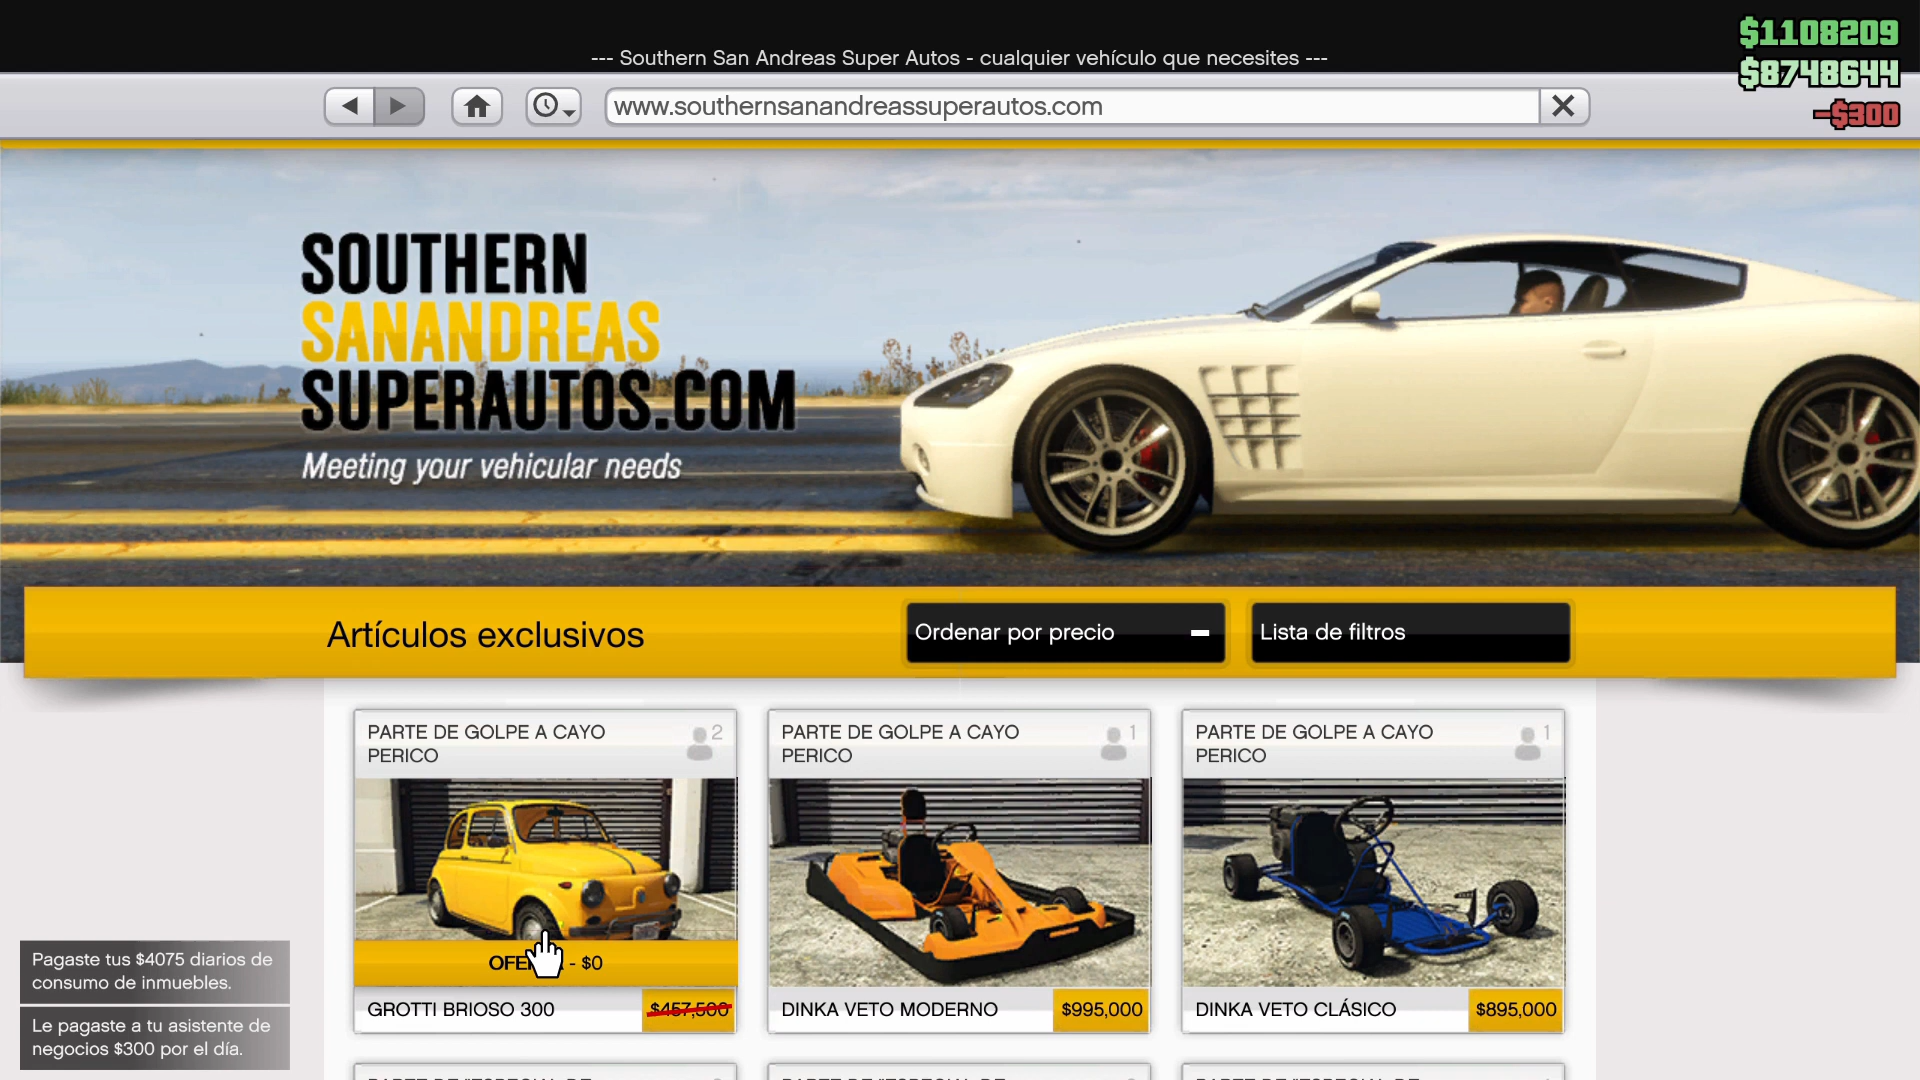 --- Southern San Andreas Super Autos - cualquier vehículo que necesites ---
$1108209
$8748644
-$300
www.southernsanandreassuperautos.com
SOUTHERN
SANANDREAS
SUPERAUTOS.COM
Meeting your vehicular needs
Artículos exclusivos
Ordenar por precio
Lista de filtros
PARTE DE GOLPE A CAYO
PERICO
2
PARTE DE GOLPE A CAYO
PERICO
1
PARTE DE GOLPE A CAYO
PERICO
1
- $0
GROTTI BRIOSO 300
$457,500
DINKA VETO MODERNO
$995,000
DINKA VETO CLÁSICO
$895,000
Pagaste tus $4075 diarios de
consumo de inmuebles.
Le pagaste a tu asistente de
negocios $300 por el día.